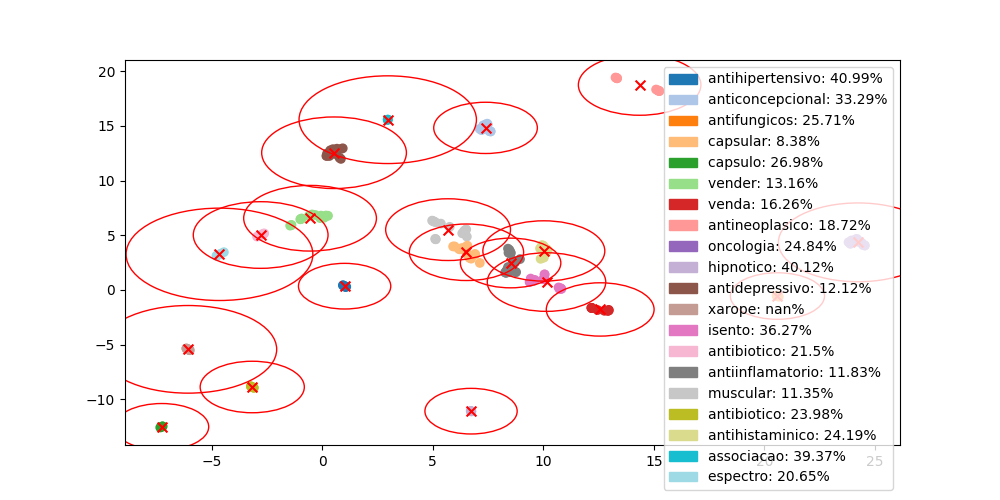 20
15
10
5
0
−5
−10
−5
0
5
10
15
20
25
antihipertensivo: 40.99%
anticoncepcional: 33.29%
antifungicos: 25.71%
capsular: 8.38%
capsulo: 26.98%
vender: 13.16%
venda: 16.26%
antineoplasico: 18.72%
oncologia: 24.84%
hipnotico: 40.12%
antidepressivo: 12.12%
xarope: nan%
isento: 36.27%
antibiotico: 21.5%
antiinflamatorio: 11.83%
muscular: 11.35%
antibiotico: 23.98%
antihistaminico: 24.19%
associacao: 39.37%
espectro: 20.65%